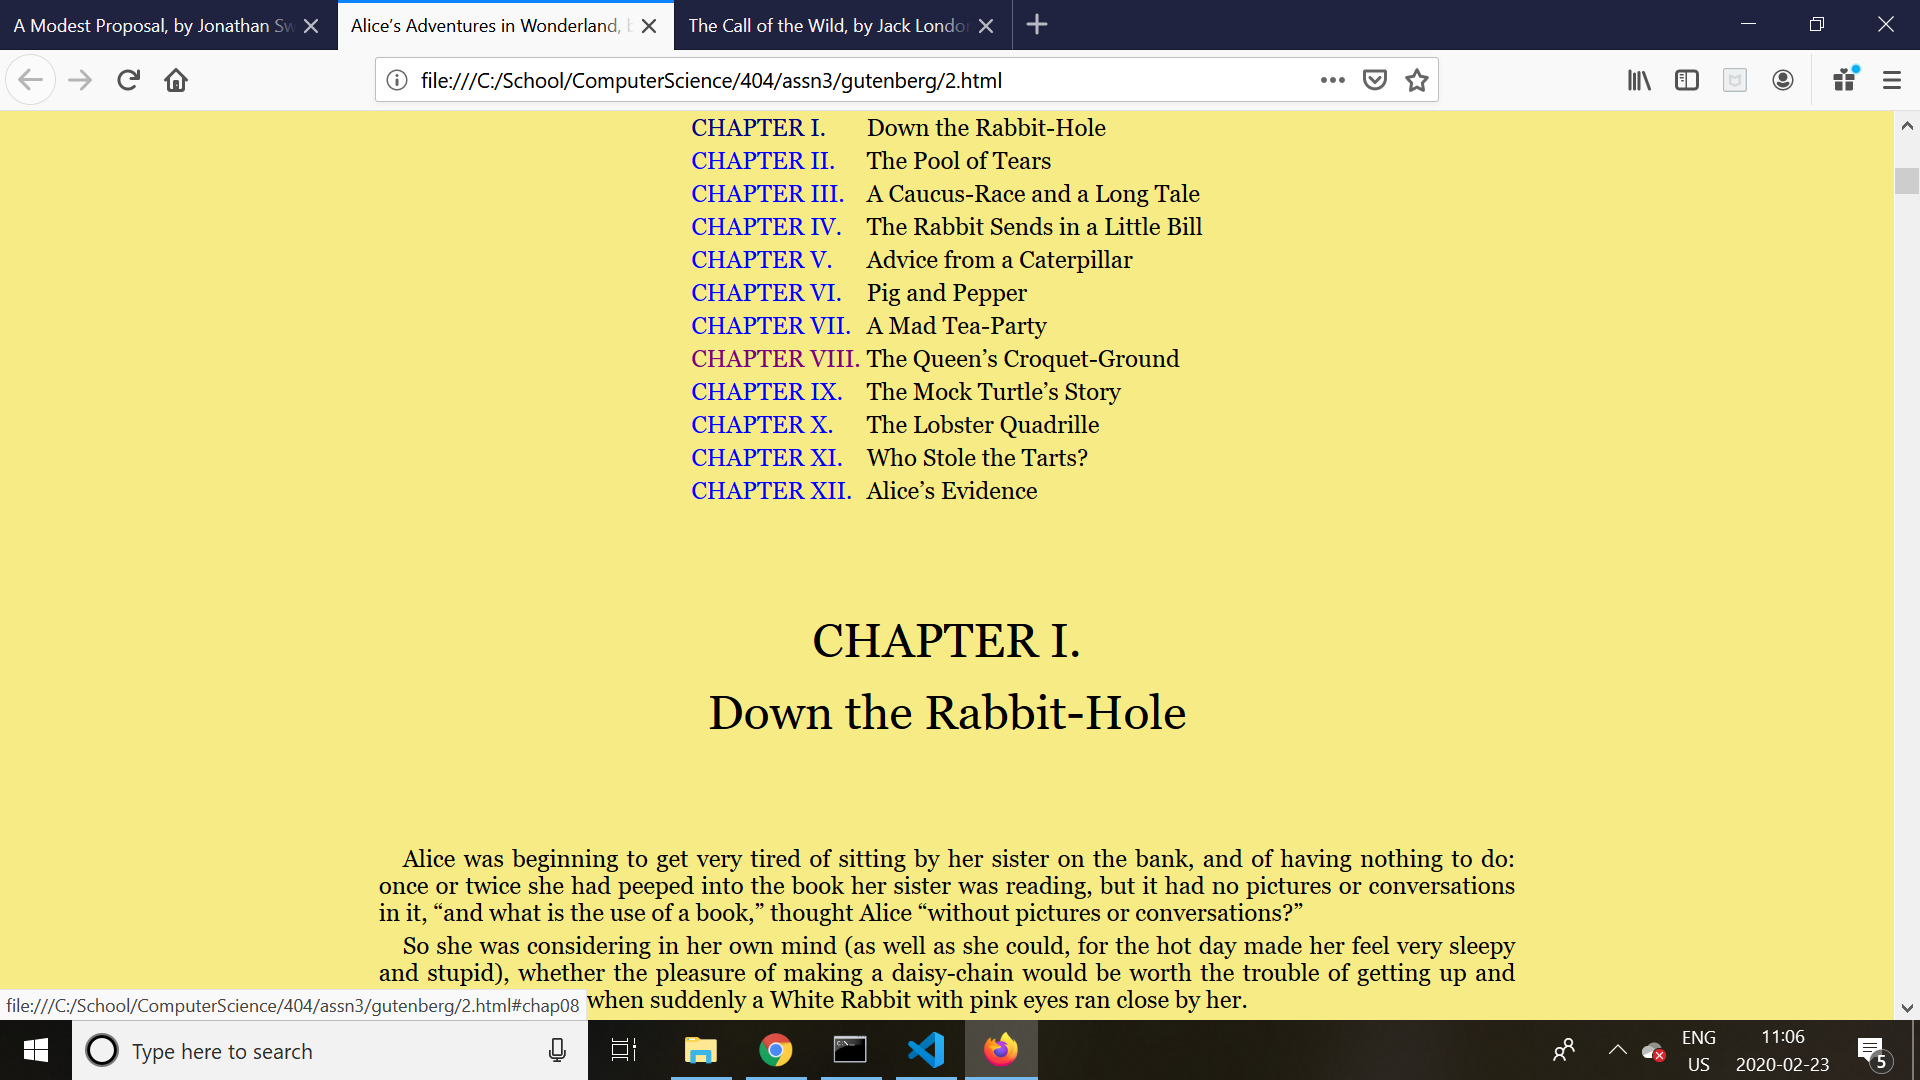 A Modest Proposal, by Jonathan Sw
Alice’s Adventures in Wonderland, b
The Call of the Wild, by Jack London
file:///C:/School/ComputerScience/404/assn3/gutenberg/2.html
CHAPTER I. Down the Rabbit-Hole
CHAPTER II. The Pool of Tears
CHAPTER III. A Caucus-Race and a Long Tale
CHAPTER IV. The Rabbit Sends in a Little Bill
CHAPTER V. Advice from a Caterpillar
CHAPTER VI. Pig and Pepper
CHAPTER VII. A Mad Tea-Party
CHAPTER VIII. The Queen’s Croquet-Ground
CHAPTER IX. The Mock Turtle’s Story
CHAPTER X. The Lobster Quadrille
CHAPTER XI. Who Stole the Tarts?
CHAPTER XII. Alice’s Evidence
CHAPTER I.
Down the Rabbit-Hole
Alice was beginning to get very tired of sitting by her sister on the bank, and of having nothing to do:
once or twice she had peeped into the book her sister was reading, but it had no pictures or conversations
in it, “and what is the use of a book,” thought Alice “without pictures or conversations?”
So she was considering in her own mind (as well as she could, for the hot day made her feel very sleepy
and stupid), whether the pleasure of making a daisy-chain would be worth the trouble of getting up and
when suddenly a White Rabbit with pink eyes ran close by her.
file:///C:/School/ComputerScience/404/assn3/gutenberg/2.html#chap08
Type here to search
ENG
US
11:06
2020-02-23
5